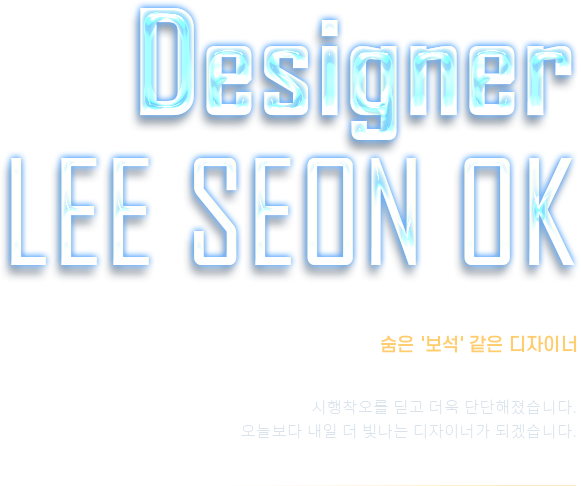 Designer
LEE SEON OK
숨은 '보석' 같은 디자이너
시행착오를 딛고 더욱 단단해졌습니다.
오늘보다 내일 더 빛나는 디자이너가 되겠습니다.